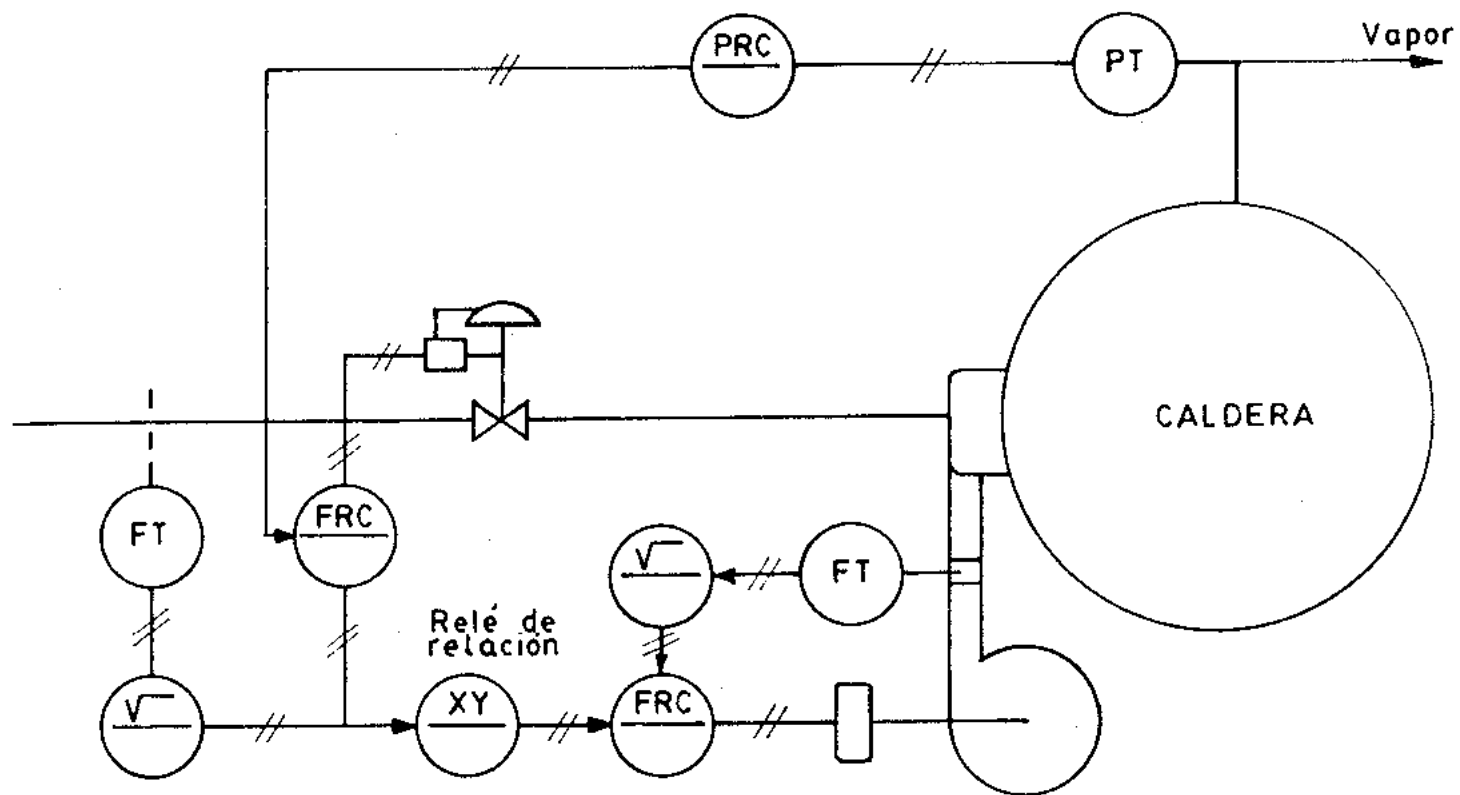 PRC
PT
Vapor
CALDERA
FT
FRC
√
FT
Relé de
relación
√
XY
FRC